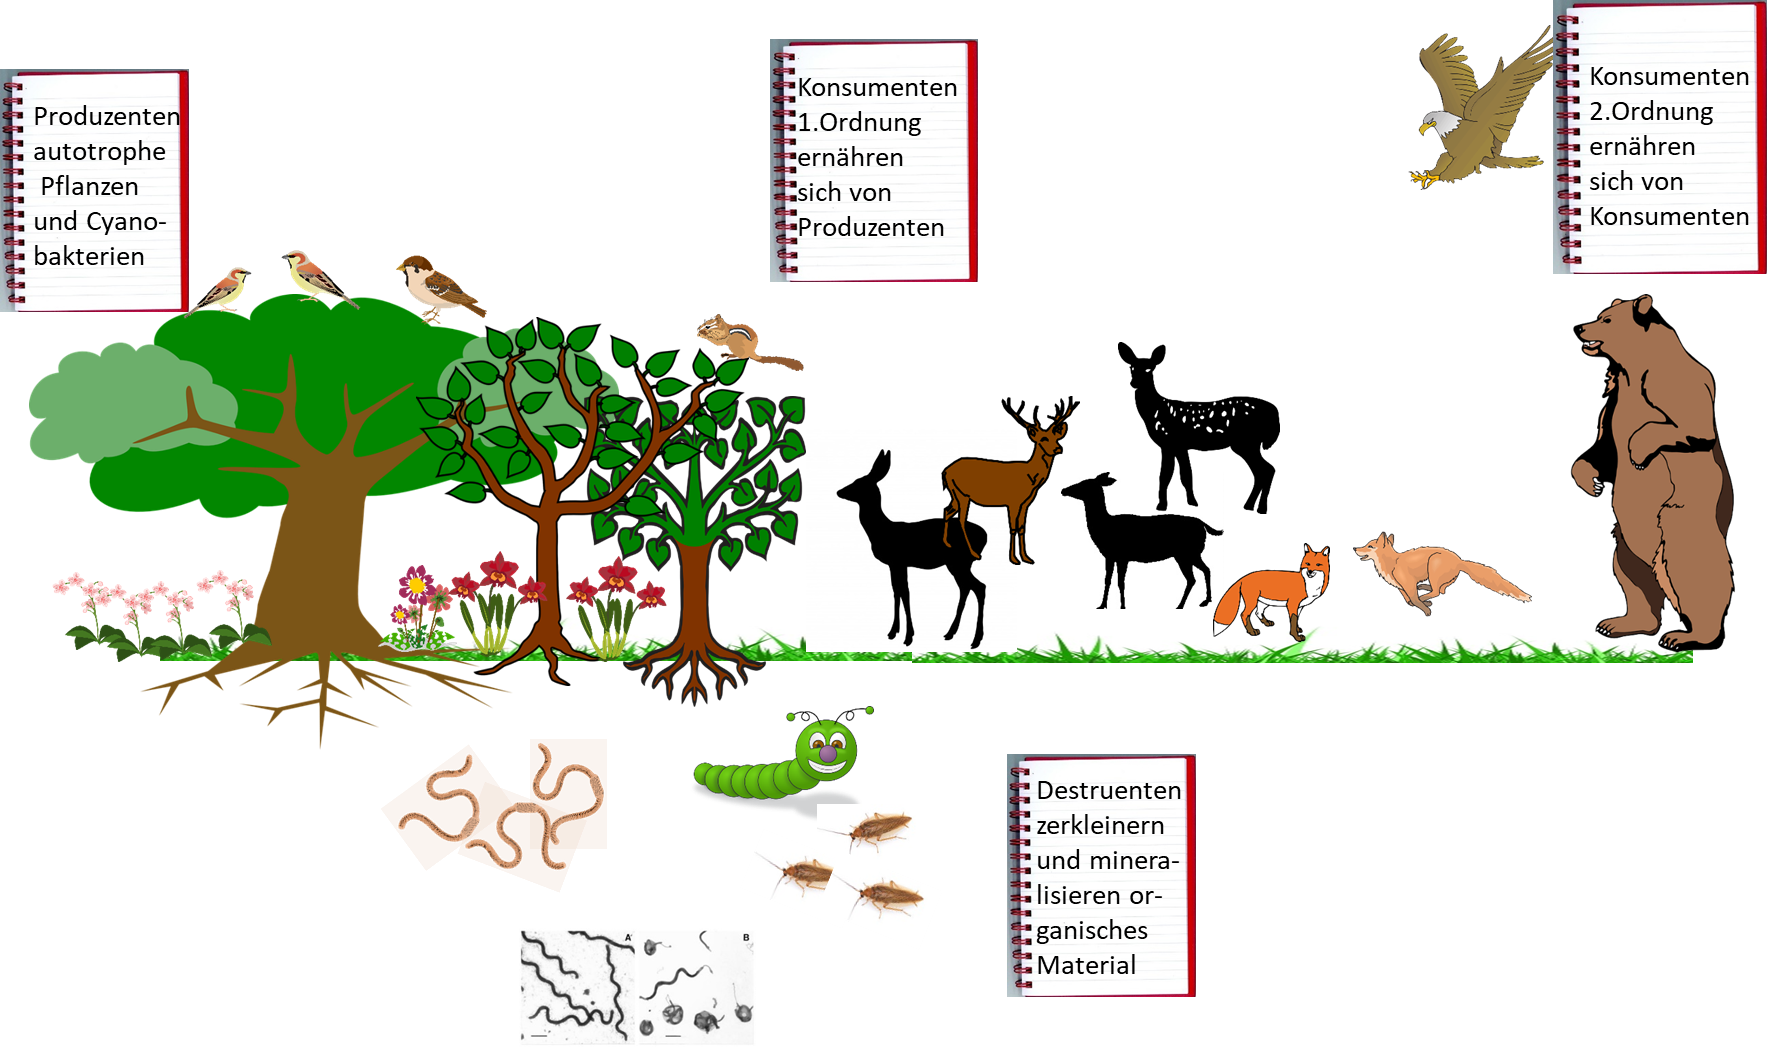 Produzenten
autotrophe
Pflanzen
und Cyano-
bakterien
Konsumenten
1.Ordnung
ernähren
sich von
Produzenten
Konsumenten
2.Ordnung
ernähren
sich von
Konsumenten
Destruenten
zerkleinern
und minera-
lisieren or-
ganisches
Material
A
B